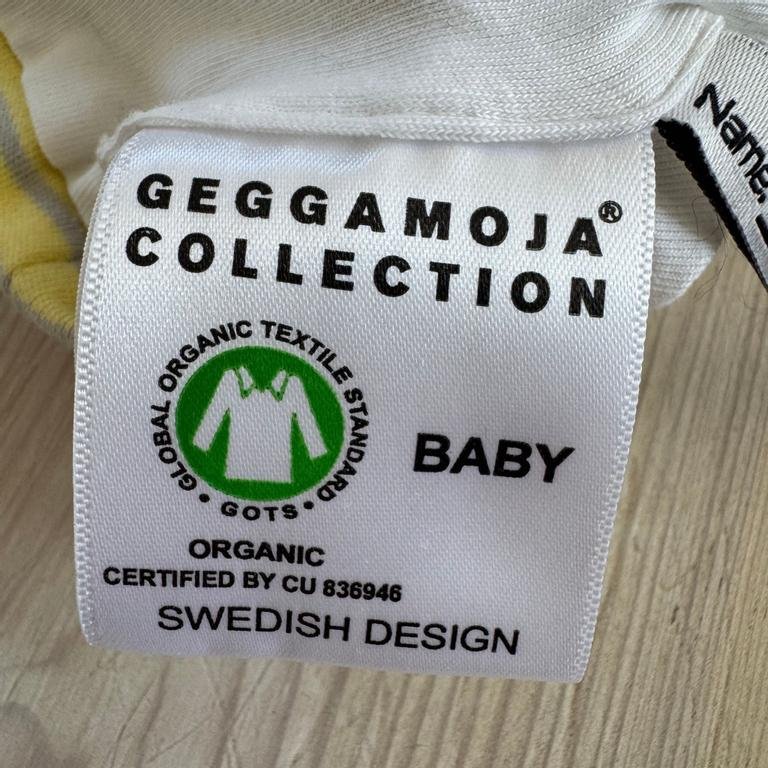 GEGGAMOJA®
COLLECTION
GLOBAL ORGANIC TEXTILE STANDARD
• GOTS •
BABY
ORGANIC
CERTIFIED BY CU 836946
SWEDISH DESIGN
Name: